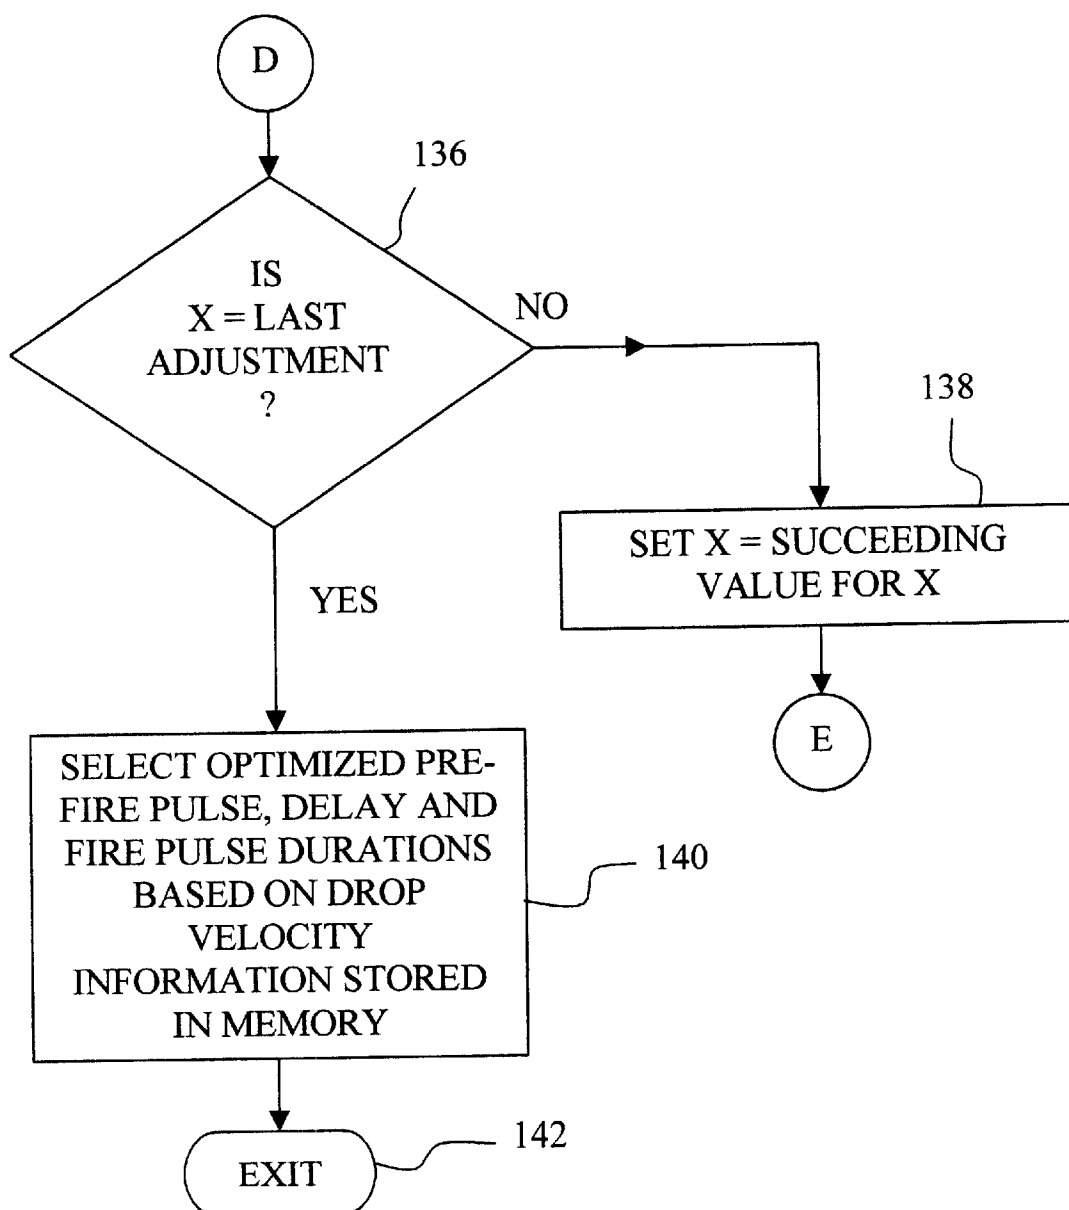 D
136
IS
X = LAST
ADJUSTMENT
?
NO
138
SET X = SUCCEEDING
VALUE FOR X
YES
E
SELECT OPTIMIZED PRE-
FIRE PULSE, DELAY AND
FIRE PULSE DURATIONS
BASED ON DROP
VELOCITY
INFORMATION STORED
IN MEMORY
140
EXIT
142